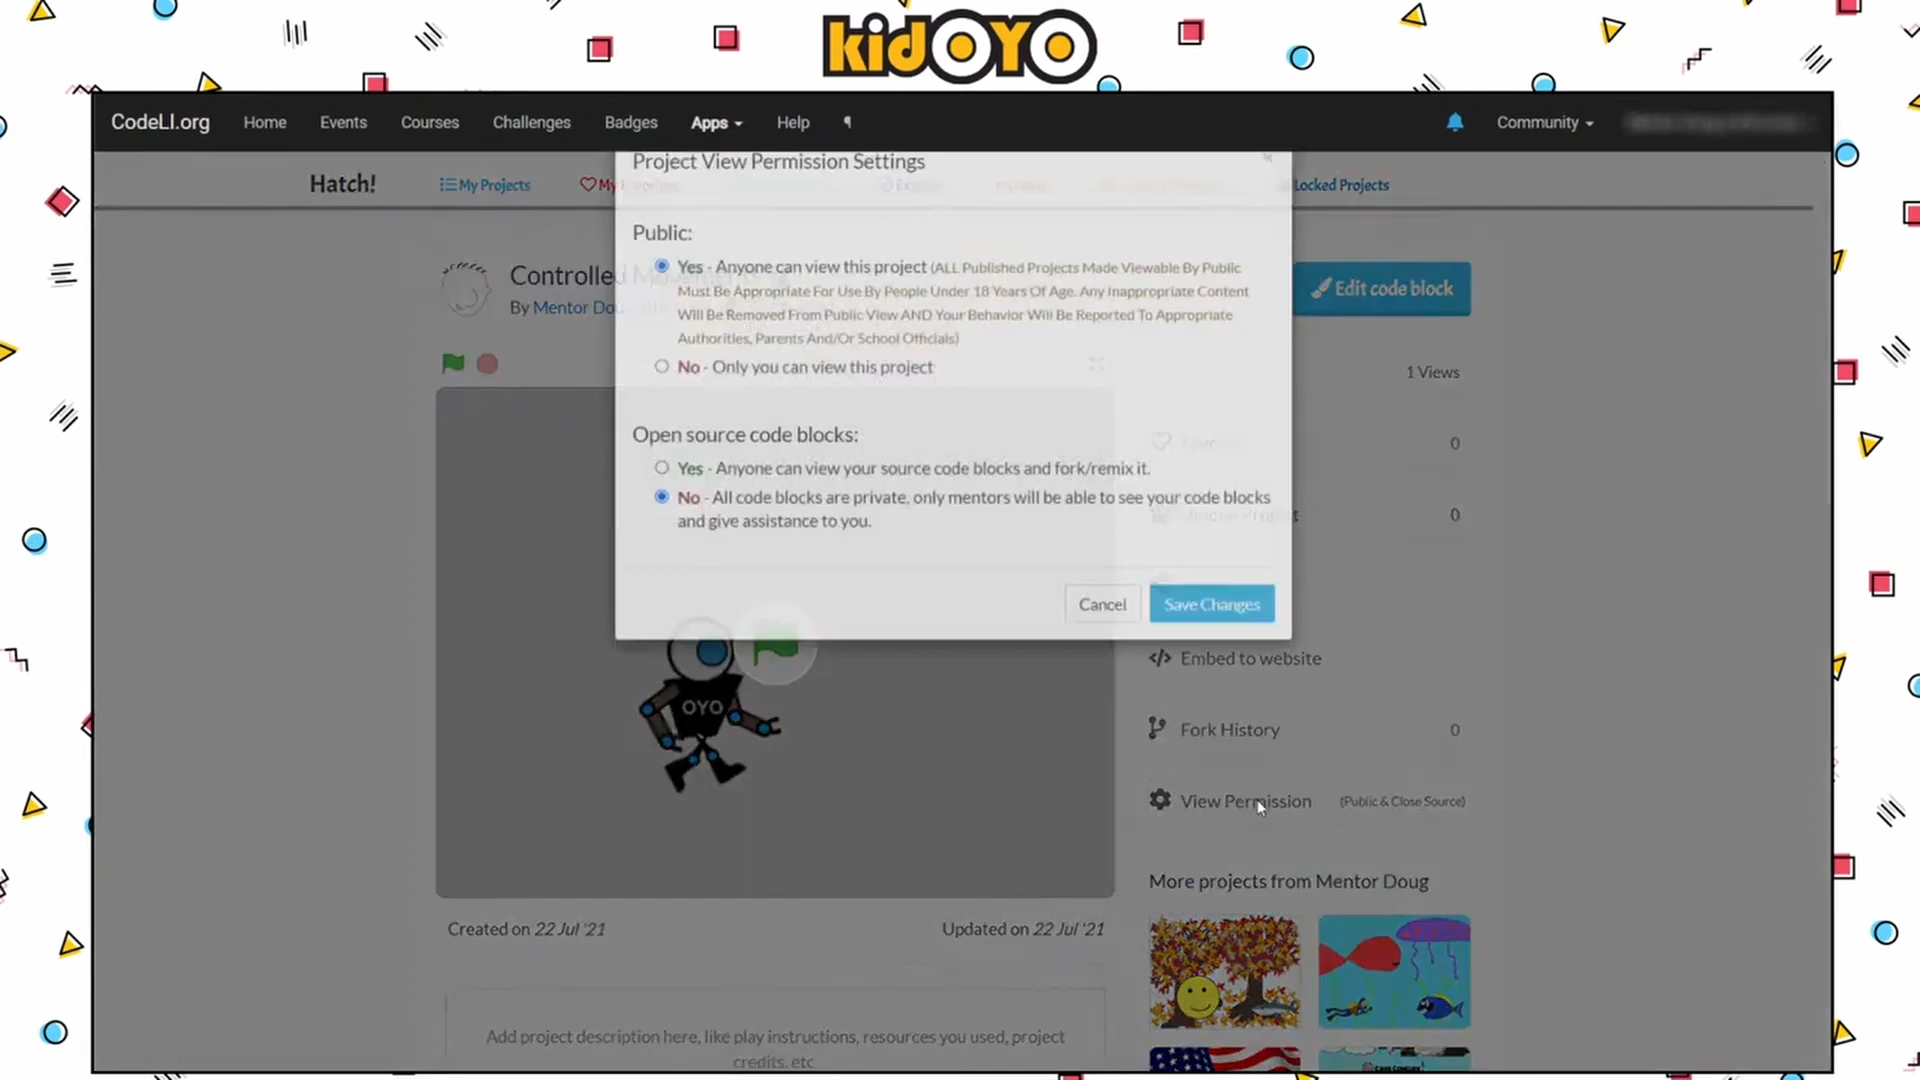 kidOYO
CodeLI.org Home Events Courses Challenges Badges Apps Help Community
Project View Permission Settings
Hatch! My Projects My Locked Projects
Public:
Yes - Anyone can view this project (ALL Published Projects Made Viewable By Public
Must Be Appropriate For Use By People Under 18 Years Of Age. Any Inappropriate Content
Will Be Removed From Public View AND Your Behavior Will Be Reported To Appropriate
Authorities, Parents And/Or School Officials)
No - Only you can view this project
Controlled
By Mentor Dou
Edit code block
1 Views
Open source code blocks:
0
Yes - Anyone can view your source code blocks and fork/remix it.
No - All code blocks are private, only mentors will be able to see your code blocks
and give assistance to you.
0
Cancel Save Changes
Embed to website
OYO
Fork History 0
View Permission (Public & Close Source)
More projects from Mentor Doug
Created on 22 Jul '21 Updated on 22 Jul '21
Add project description here, like play instructions, resources you used, project
credits, etc